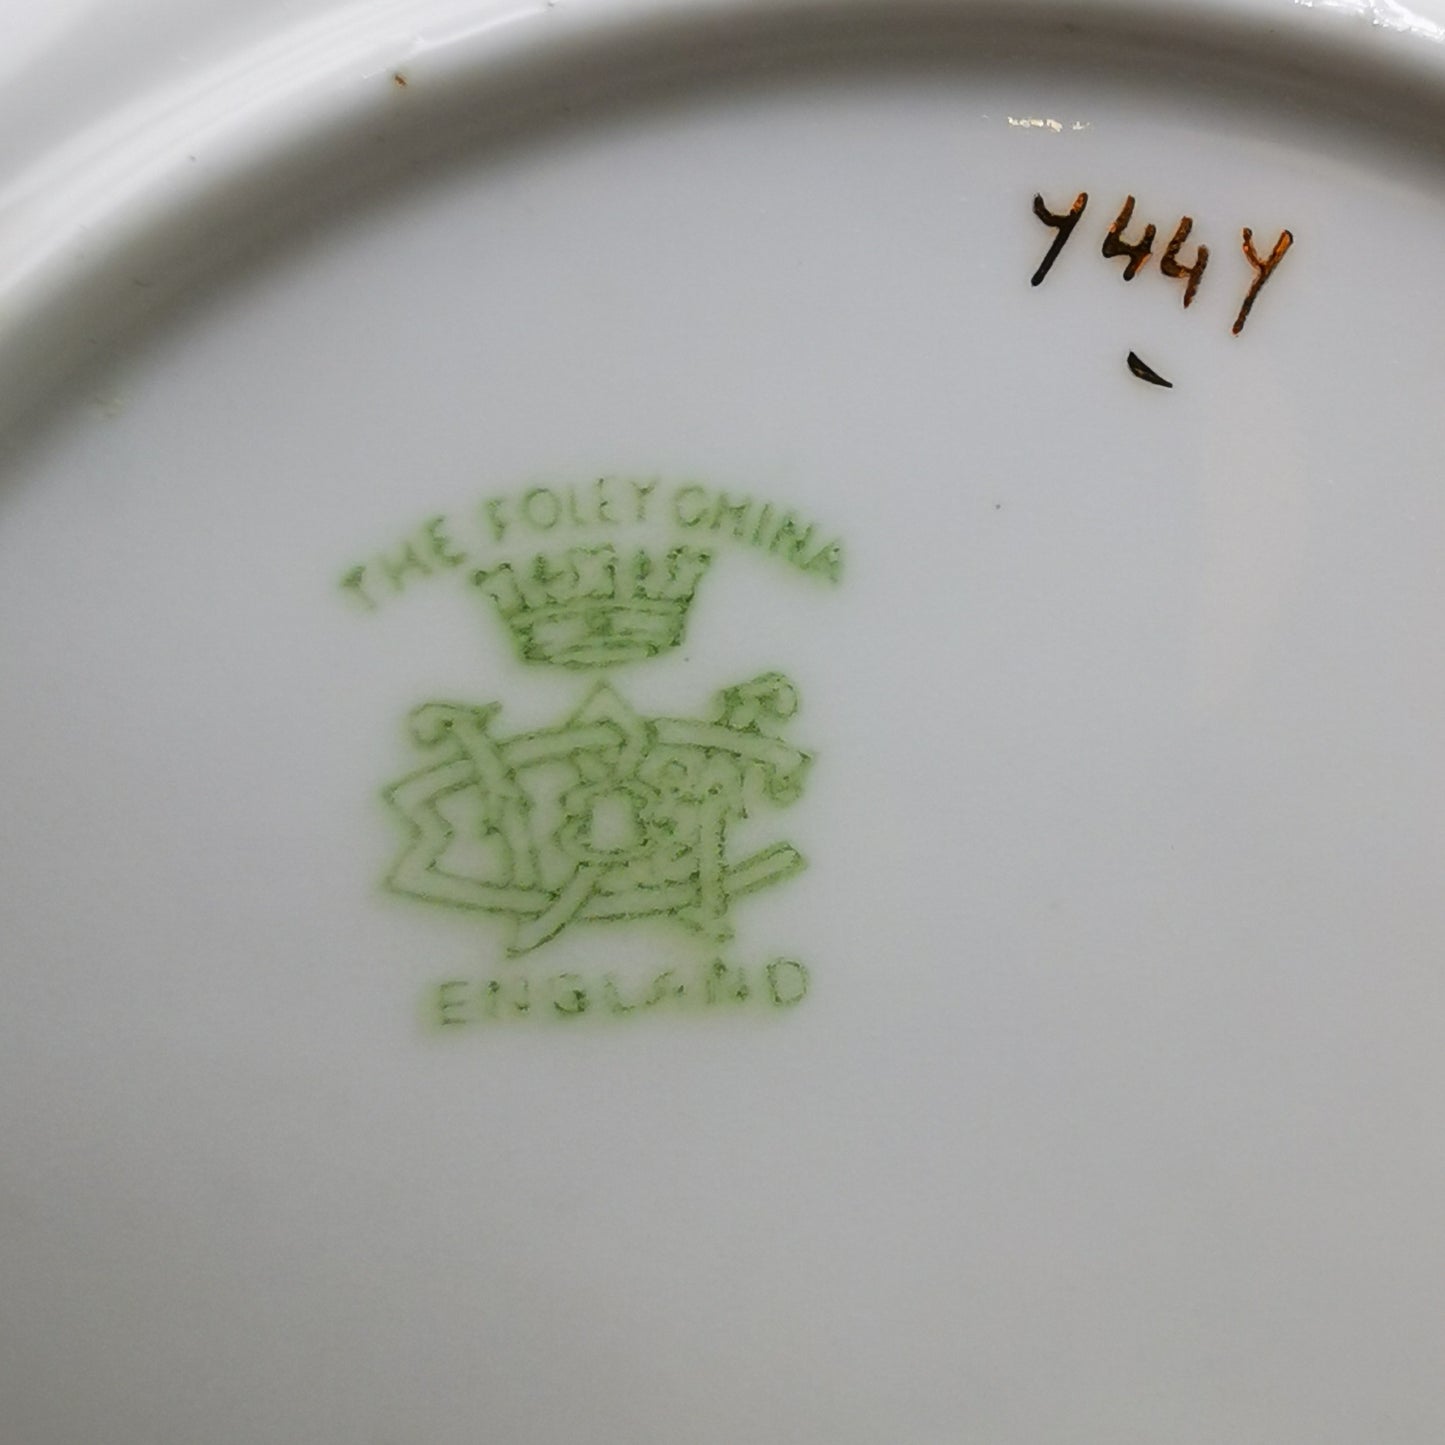 Y44Y
THE FOLEY CHINA
ENGLAND